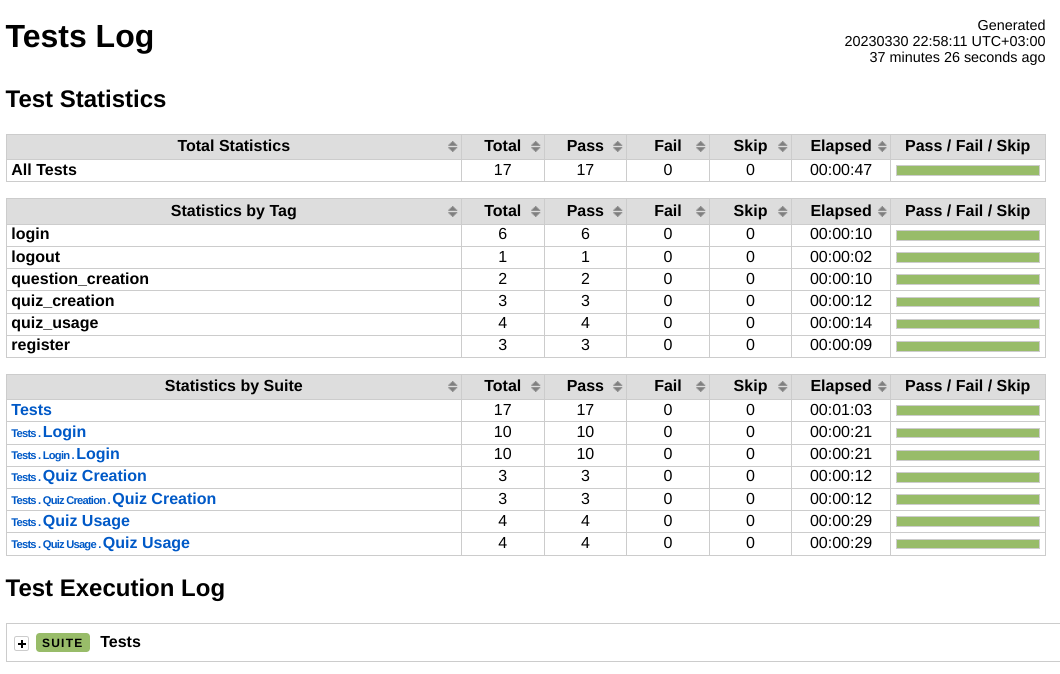 Tests Log
Generated
20230330 22:58:11 UTC+03:00
37 minutes 26 seconds ago
Test Statistics
Total Statistics Total Pass Fail Skip Elapsed Pass / Fail / Skip
All Tests 17 17 0 0 00:00:47
Statistics by Tag Total Pass Fail Skip Elapsed Pass / Fail / Skip
login 6 6 0 0 00:00:10
logout 1 1 0 0 00:00:02
question_creation 2 2 0 0 00:00:10
quiz_creation 3 3 0 0 00:00:12
quiz_usage 4 4 0 0 00:00:14
register 3 3 0 0 00:00:09
Statistics by Suite Total Pass Fail Skip Elapsed Pass / Fail / Skip
Tests 17 17 0 0 00:01:03
Tests . Login 10 10 0 0 00:00:21
Tests . Login . Login 10 10 0 0 00:00:21
Tests . Quiz Creation 3 3 0 0 00:00:12
Tests . Quiz Creation . Quiz Creation 3 3 0 0 00:00:12
Tests . Quiz Usage 4 4 0 0 00:00:29
Tests . Quiz Usage . Quiz Usage 4 4 0 0 00:00:29
Test Execution Log
+ SUITE Tests